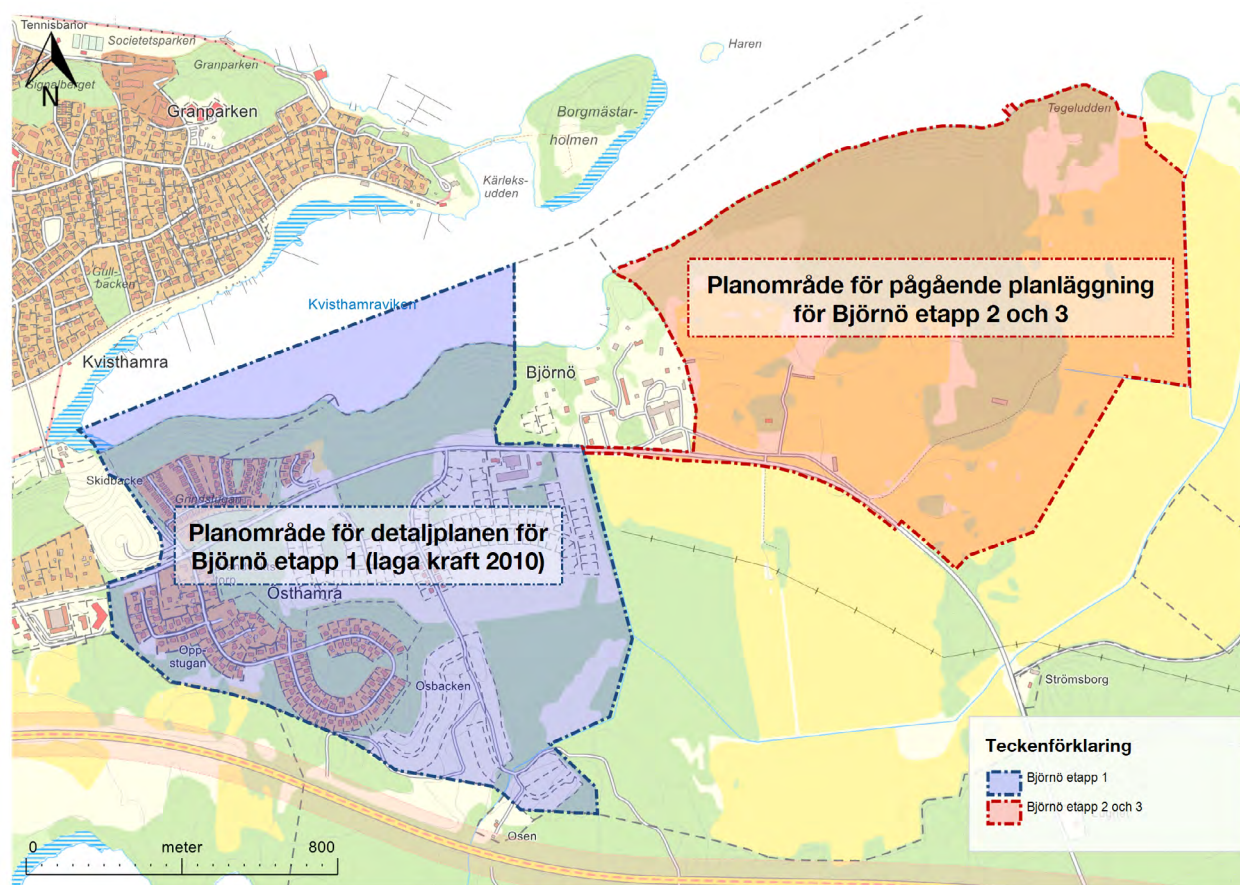 Tennisbanor
Societetsparken
Granparken
Signalberget
N
Granparken
Haren
Borgmästar-
holmen
Kärleks-
udden
Tegeludden
Gull-
backen
Kvisthamraviken
Kvisthamra
Planområde för pågående planläggning
för Björnö etapp 2 och 3
Björnö
Skidbacke
Grindstugan
Planområde för detaljplanen för
Björnö etapp 1 (laga kraft 2010)
torp
Östhamra
Opp-
stugan
Osbacken
Strömsborg
Teckenförklaring
Björnö etapp 1
Björnö etapp 2 och 3
Osen
0 meter 800